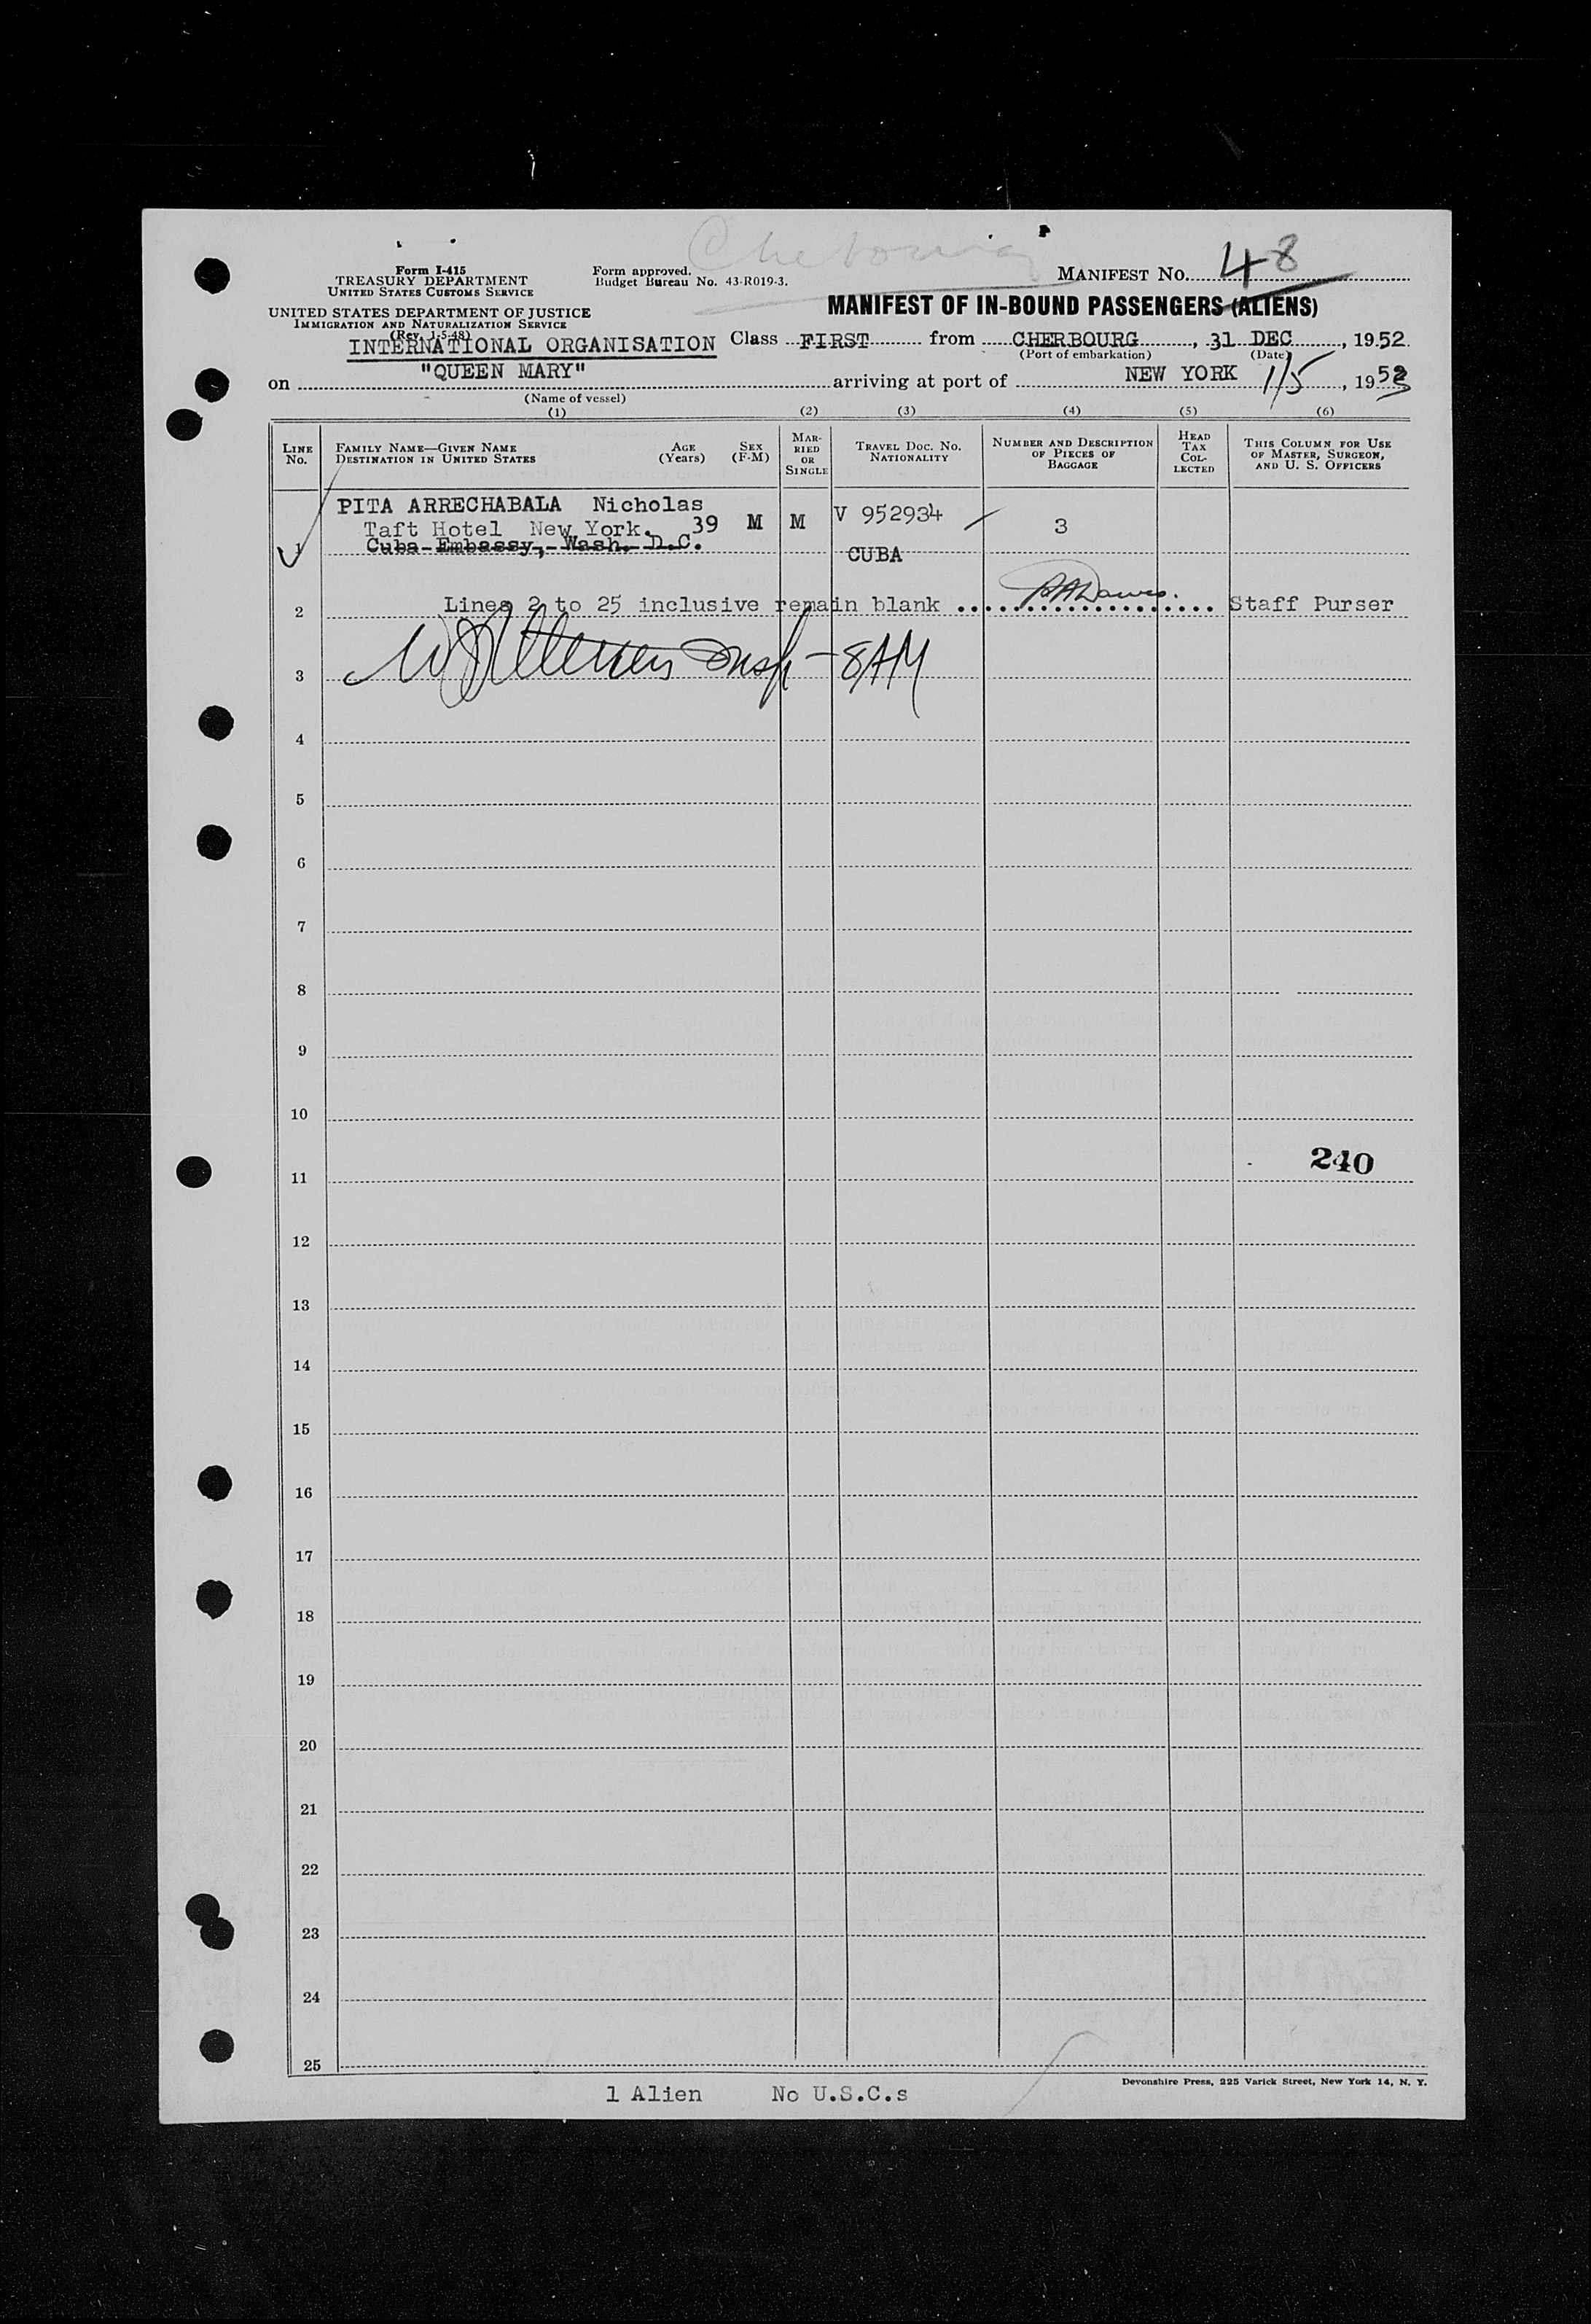 Cherbourg
Form I-415
TREASURY DEPARTMENT
UNITED STATES CUSTOMS SERVICE
Form approved.
Budget Bureau No. 43-R019-3.
MANIFEST No. 48
UNITED STATES DEPARTMENT OF JUSTICE
IMMIGRATION AND NATURALIZATION SERVICE
(Rev. 1-5-48)
MANIFEST OF IN-BOUND PASSENGERS (ALIENS)
INTERNATIONAL ORGANISATION Class FIRST from CHERBOURG, 31 DEC, 1952.
(Port of embarkation) (Date)
on "QUEEN MARY" arriving at port of NEW YORK 1/5, 1953
(Name of vessel)
(1) (2) (3) (4) (5) (6)
LINE No. FAMILY NAME—GIVEN NAME DESTINATION IN UNITED STATES AGE (Years) SEX (F-M) MARRIED OR SINGLE TRAVEL DOC. NO. NATIONALITY NUMBER AND DESCRIPTION OF PIECES OF BAGGAGE HEAD TAX COLLECTED THIS COLUMN FOR USE OF MASTER, SURGEON, AND U. S. OFFICERS
PITA ARRECHABALA Nicholas
Taft Hotel New York. 39 M M V 952934 3
1 Cuba Embassy, Wash. D.C. CUBA
2 Lines 2 to 25 inclusive remain blank .................... Staff Purser
3 Insp - 8AM
4
5
6
7
8
9
10
240
11
12
13
14
15
16
17
18
19
20
21
22
23
24
25
Devonshire Press, 225 Varick Street, New York 14, N. Y.
1 Alien No U.S.C.s